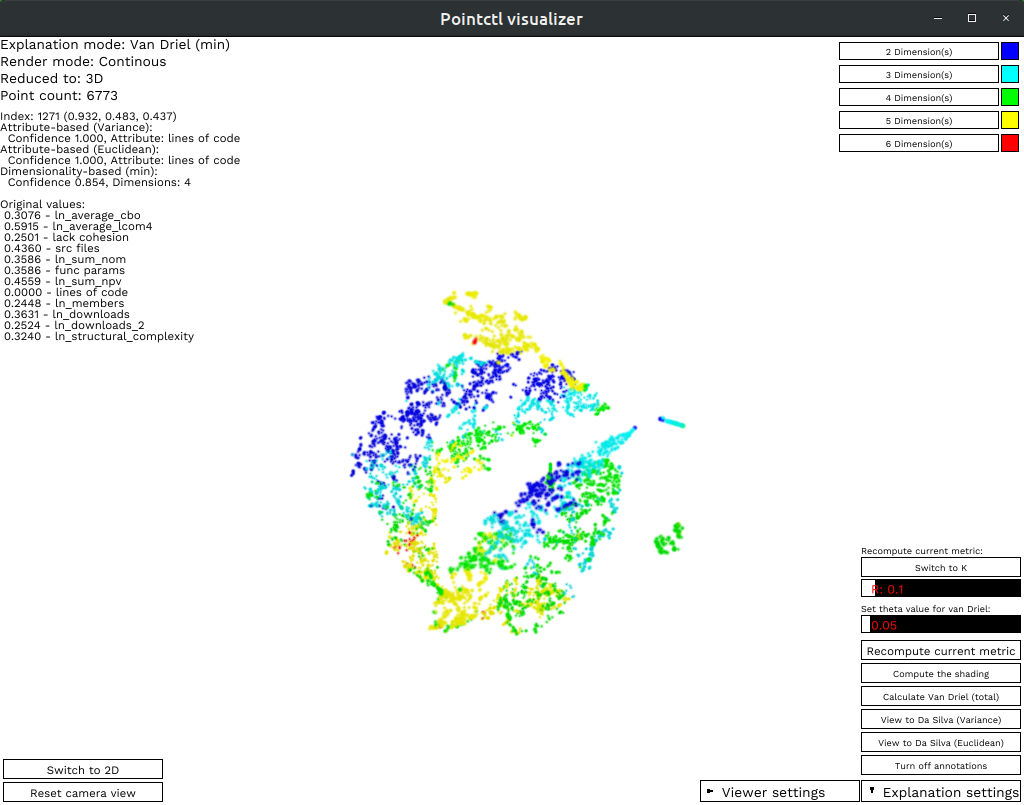 Pointctl visualizer
Explanation mode: Van Driel (min)
Render mode: Continous
Reduced to: 3D
Point count: 6773
Index: 1271 (0.932, 0.483, 0.437)
Attribute-based (Variance):
Confidence 1.000, Attribute: lines of code
Attribute-based (Euclidean):
Confidence 1.000, Attribute: lines of code
Dimensionality-based (min):
Confidence 0.854, Dimensions: 4
Original values:
0.3076 - ln_average_cbo
0.5915 - ln_average_lcom4
0.2501 - lack cohesion
0.4360 - src files
0.3586 - ln_sum_nom
0.3586 - func params
0.4559 - ln_sum_npv
0.0000 - lines of code
0.2448 - ln_members
0.3631 - ln_downloads
0.2524 - ln_downloads_2
0.3240 - ln_structural_complexity
2 Dimension(s)
3 Dimension(s)
4 Dimension(s)
5 Dimension(s)
6 Dimension(s)
Recompute current metric:
Switch to K
R: 0.1
Set theta value for van Driel:
0.05
Recompute current metric
Compute the shading
Calculate Van Driel (total)
View to Da Silva (Variance)
View to Da Silva (Euclidean)
Turn off annotations
Switch to 2D
Reset camera view
Viewer settings
Explanation settings